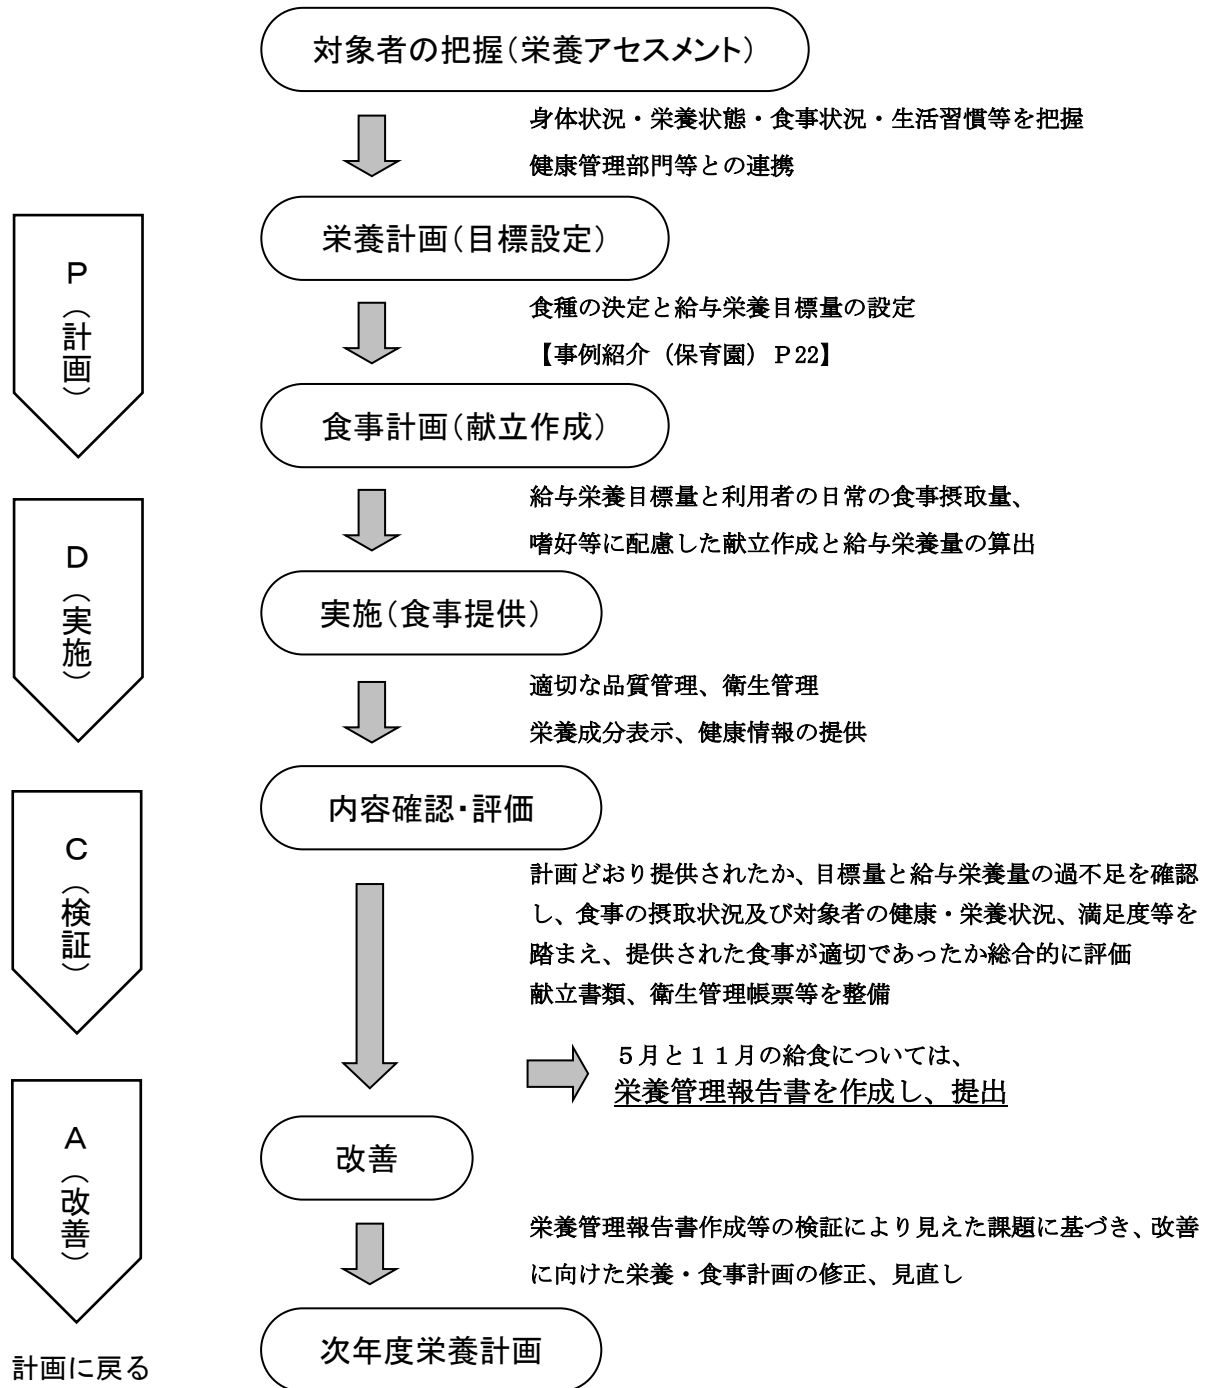 対象者の把握（栄養アセスメント）
身体状況・栄養状態・食事状況・生活習慣等を把握
健康管理部門等との連携
P（計画）
栄養計画（目標設定）
食種の決定と給与栄養目標量の設定
【事例紹介（保育園）Ｐ22】
食事計画（献立作成）
給与栄養目標量と利用者の日常の食事摂取量、
嗜好等に配慮した献立作成と給与栄養量の算出
D（実施）
実施（食事提供）
適切な品質管理、衛生管理
栄養成分表示、健康情報の提供
C（検証）
内容確認・評価
計画どおり提供されたか、目標量と給与栄養量の過不足を確認
し、食事の摂取状況及び対象者の健康・栄養状況、満足度等を
踏まえ、提供された食事が適切であったか総合的に評価
献立書類、衛生管理帳票等を整備
５月と１１月の給食については、
栄養管理報告書を作成し、提出
A（改善）
改善
栄養管理報告書作成等の検証により見えた課題に基づき、改善
に向けた栄養・食事計画の修正、見直し
次年度栄養計画
計画に戻る